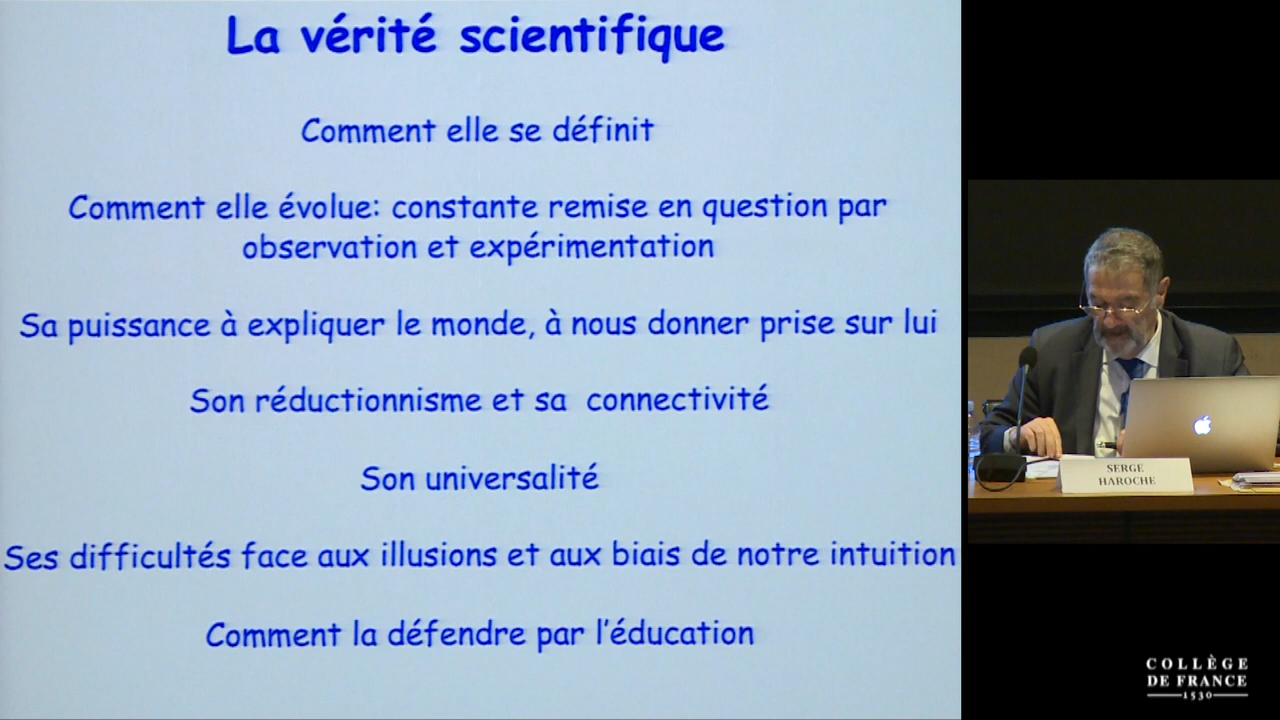 La vérité scientifique
Comment elle se définit
Comment elle évolue: constante remise en question par
observation et expérimentation
Sa puissance à expliquer le monde, à nous donner prise sur lui
Son réductionnisme et sa connectivité
Son universalité
Ses difficultés face aux illusions et aux biais de notre intuition
Comment la défendre par l'éducation
SERGE
HAROCHE
COLLÈGE
DE FRANCE
1530